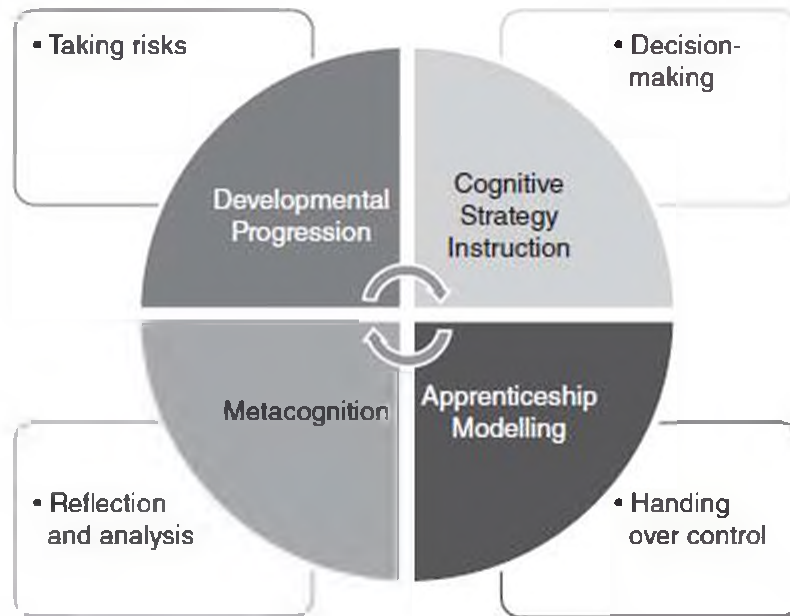 • Taking risks
• Decision-
making
Developmental
Progression
Cognitive
Strategy
Instruction
Metacognition
Apprenticeship
Modelling
• Reflection
and analysis
• Handing
over control